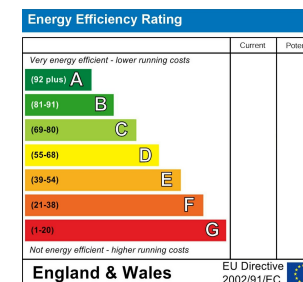 Energy Efficiency Rating
Current Poten
Very energy efficient - lower running costs
(92 plus) A
(81-91) B
(69-80) C
(55-68) D
(39-54) E
(21-38) F
(1-20) G
Not energy efficient - higher running costs
England & Wales
EU Directive
2002/91/EC